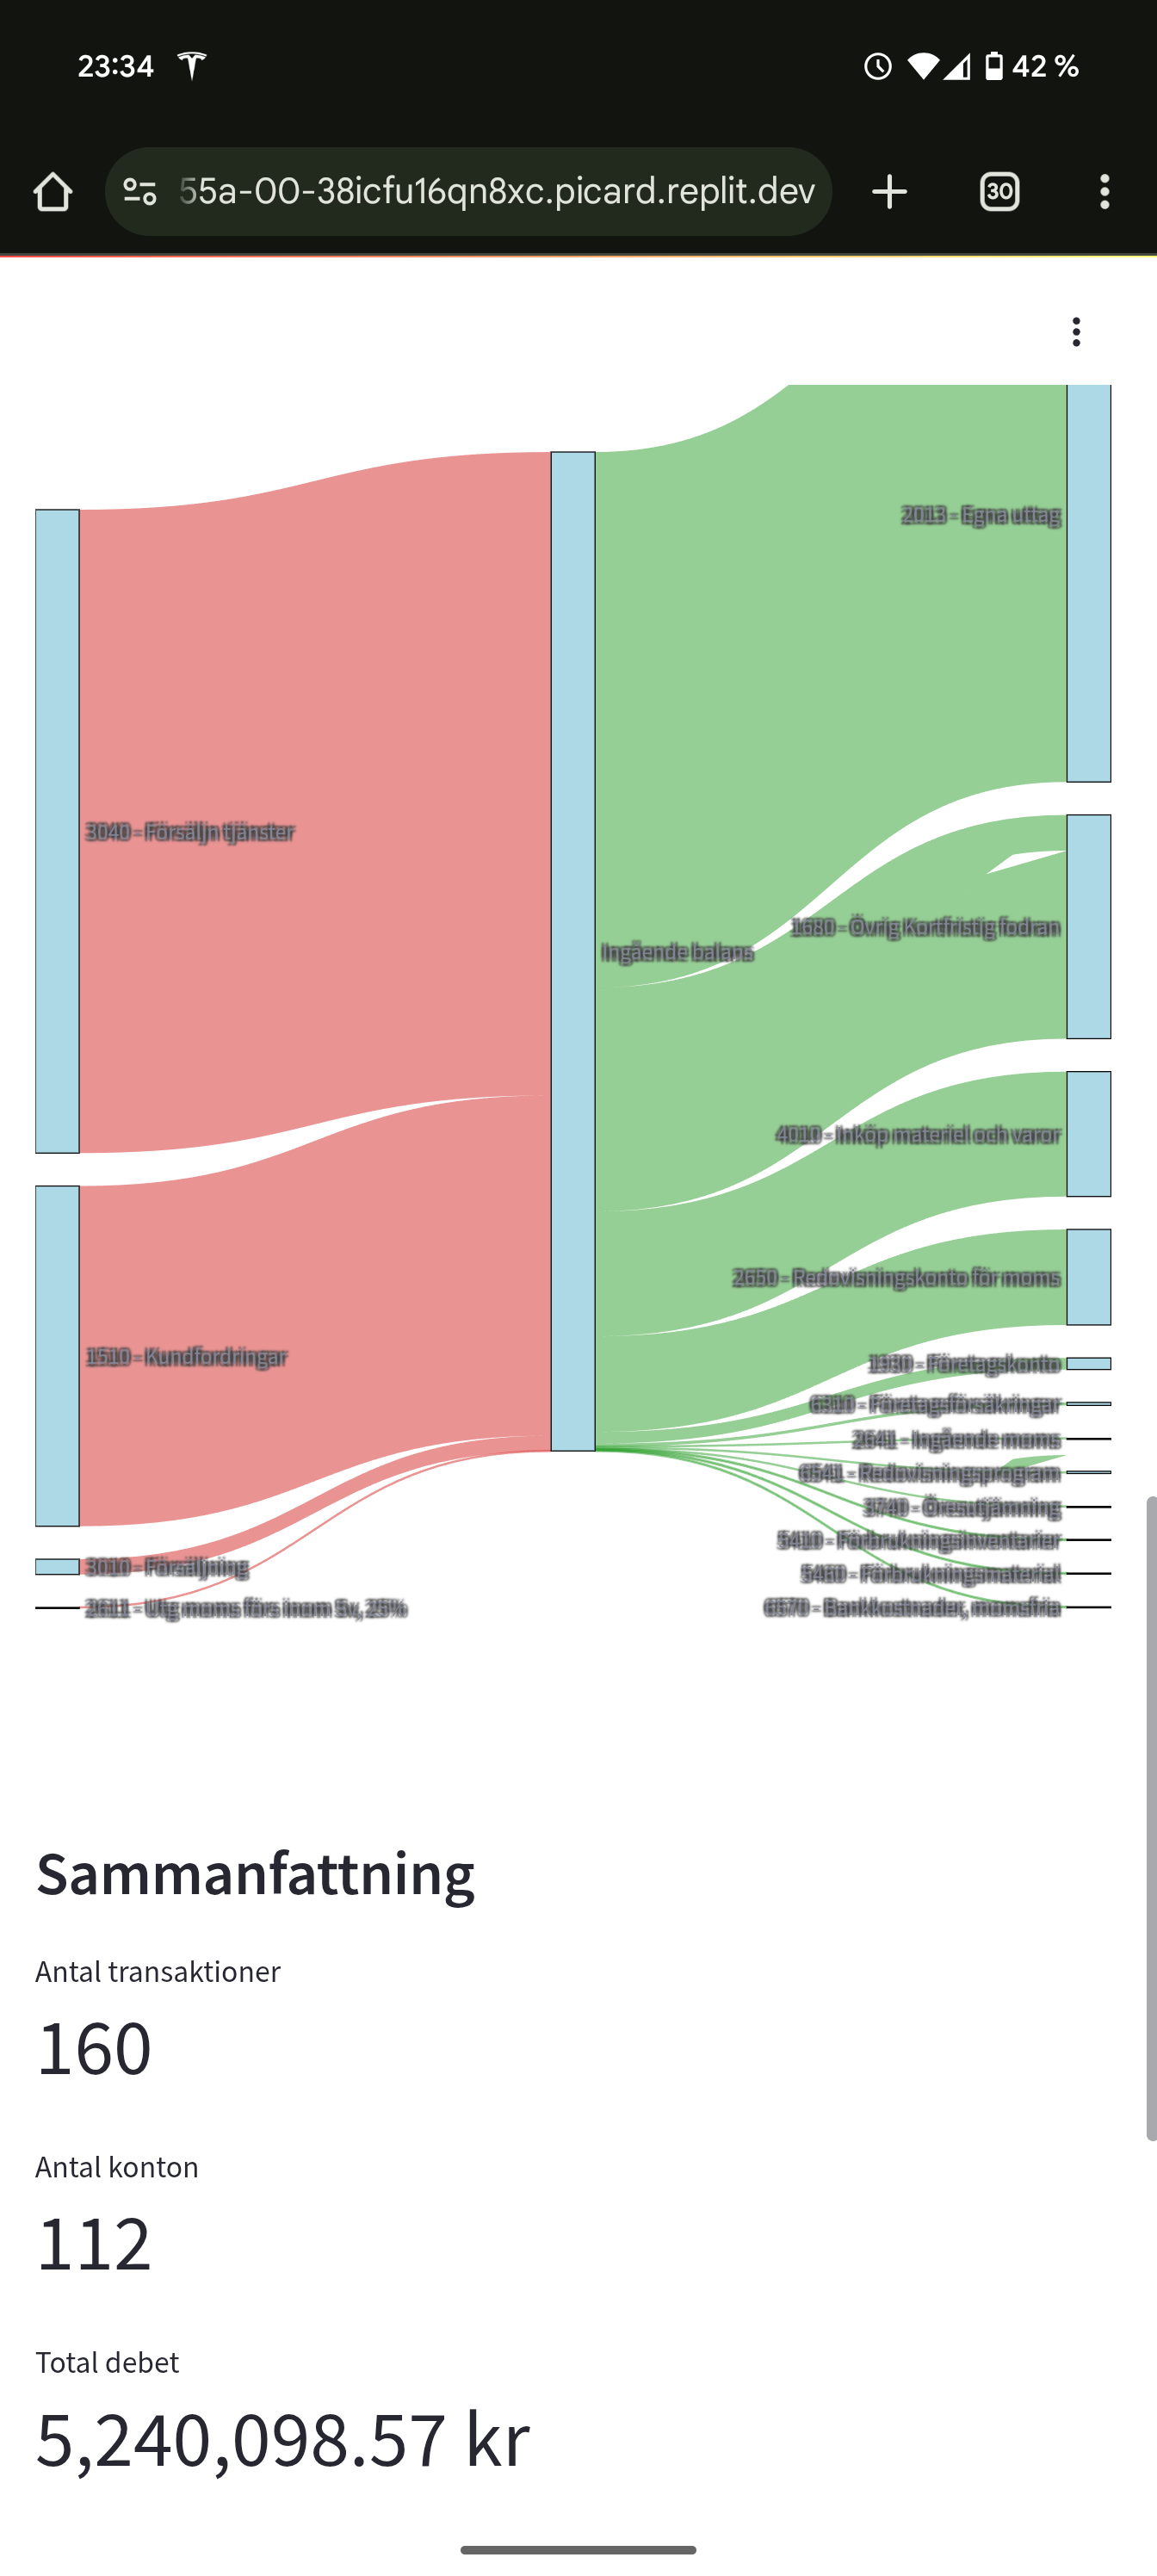 23:34
42 %
55a-00-38icfu16qn8xc.picard.replit.dev
30
2013 - Egna uttag
3040 - Försäljn tjänster
1680 - Övrig Kortfristig fodran
Ingående balans
4010 - Inköp materiel och varor
2650 - Redovisningskonto för moms
1510 - Kundfordringar
1930 - Företagskonto
6310 - Företagsförsäkringar
2641 - Ingående moms
6541 - Redovisningsprogram
3740 - Öresutjämning
5410 - Förbrukningsinventarier
3010 - Försäljning
5460 - Förbrukningsmaterial
2611 - Utg moms förs inom Sv, 25%
6570 - Bankkostnader, momsfria
Sammanfattning
Antal transaktioner
160
Antal konton
112
Total debet
5,240,098.57 kr